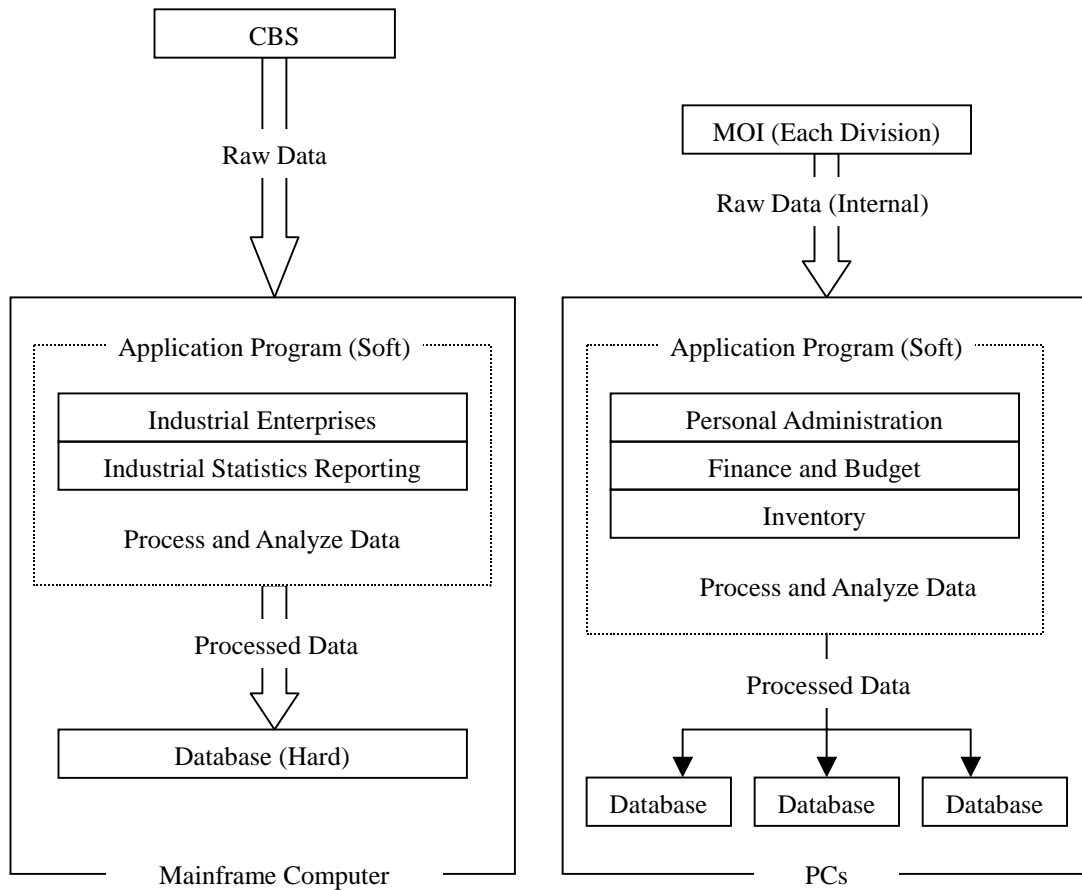 CBS
Raw Data
Application Program (Soft)
Industrial Enterprises
Industrial Statistics Reporting
Process and Analyze Data
Processed Data
Database (Hard)
Mainframe Computer
MOI (Each Division)
Raw Data (Internal)
Application Program (Soft)
Personal Administration
Finance and Budget
Inventory
Process and Analyze Data
Processed Data
Database
Database
Database
PCs